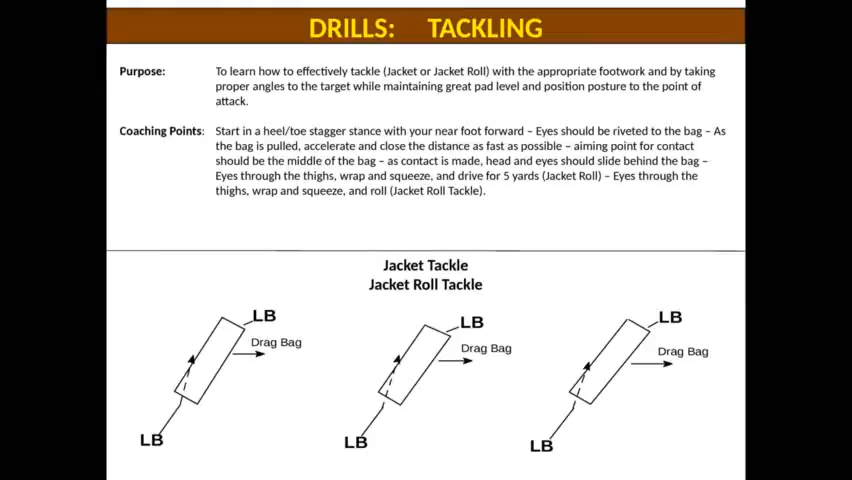 DRILLS: TACKLING
Purpose: To learn how to effectively tackle (Jacket or Jacket Roll) with the appropriate footwork and by taking
proper angles to the target while maintaining great pad level and position posture to the point of
attack.
Coaching Points: Start in a heel/toe stagger stance with your near foot forward – Eyes should be riveted to the bag – As
the bag is pulled, accelerate and close the distance as fast as possible – aiming point for contact
should be the middle of the bag – as contact is made, head and eyes should slide behind the bag –
Eyes through the thighs, wrap and squeeze, and drive for 5 yards (Jacket Roll) – Eyes through the
thighs, wrap and squeeze, and roll (Jacket Roll Tackle).
Jacket Tackle
Jacket Roll Tackle
LB LB LB
Drag Bag Drag Bag Drag Bag
LB LB LB